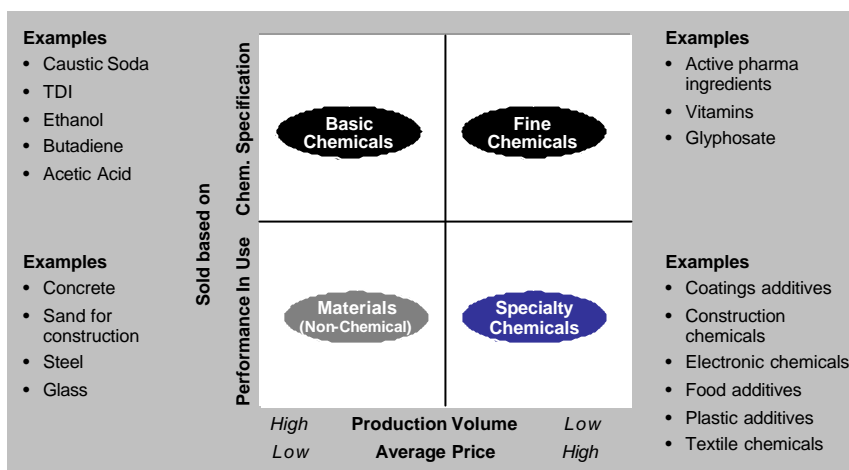 Examples
• Caustic Soda
• TDI
• Ethanol
• Butadiene
• Acetic Acid
Examples
• Concrete
• Sand for
construction
• Steel
• Glass
Sold based on
Chem. Specification
Performance In Use
Basic
Chemicals
Fine
Chemicals
Materials
(Non-Chemical)
Specialty
Chemicals
High Production Volume Low
Low Average Price High
Examples
• Active pharma
ingredients
• Vitamins
• Glyphosate
Examples
• Coatings additives
• Construction
chemicals
• Electronic chemicals
• Food additives
• Plastic additives
• Textile chemicals